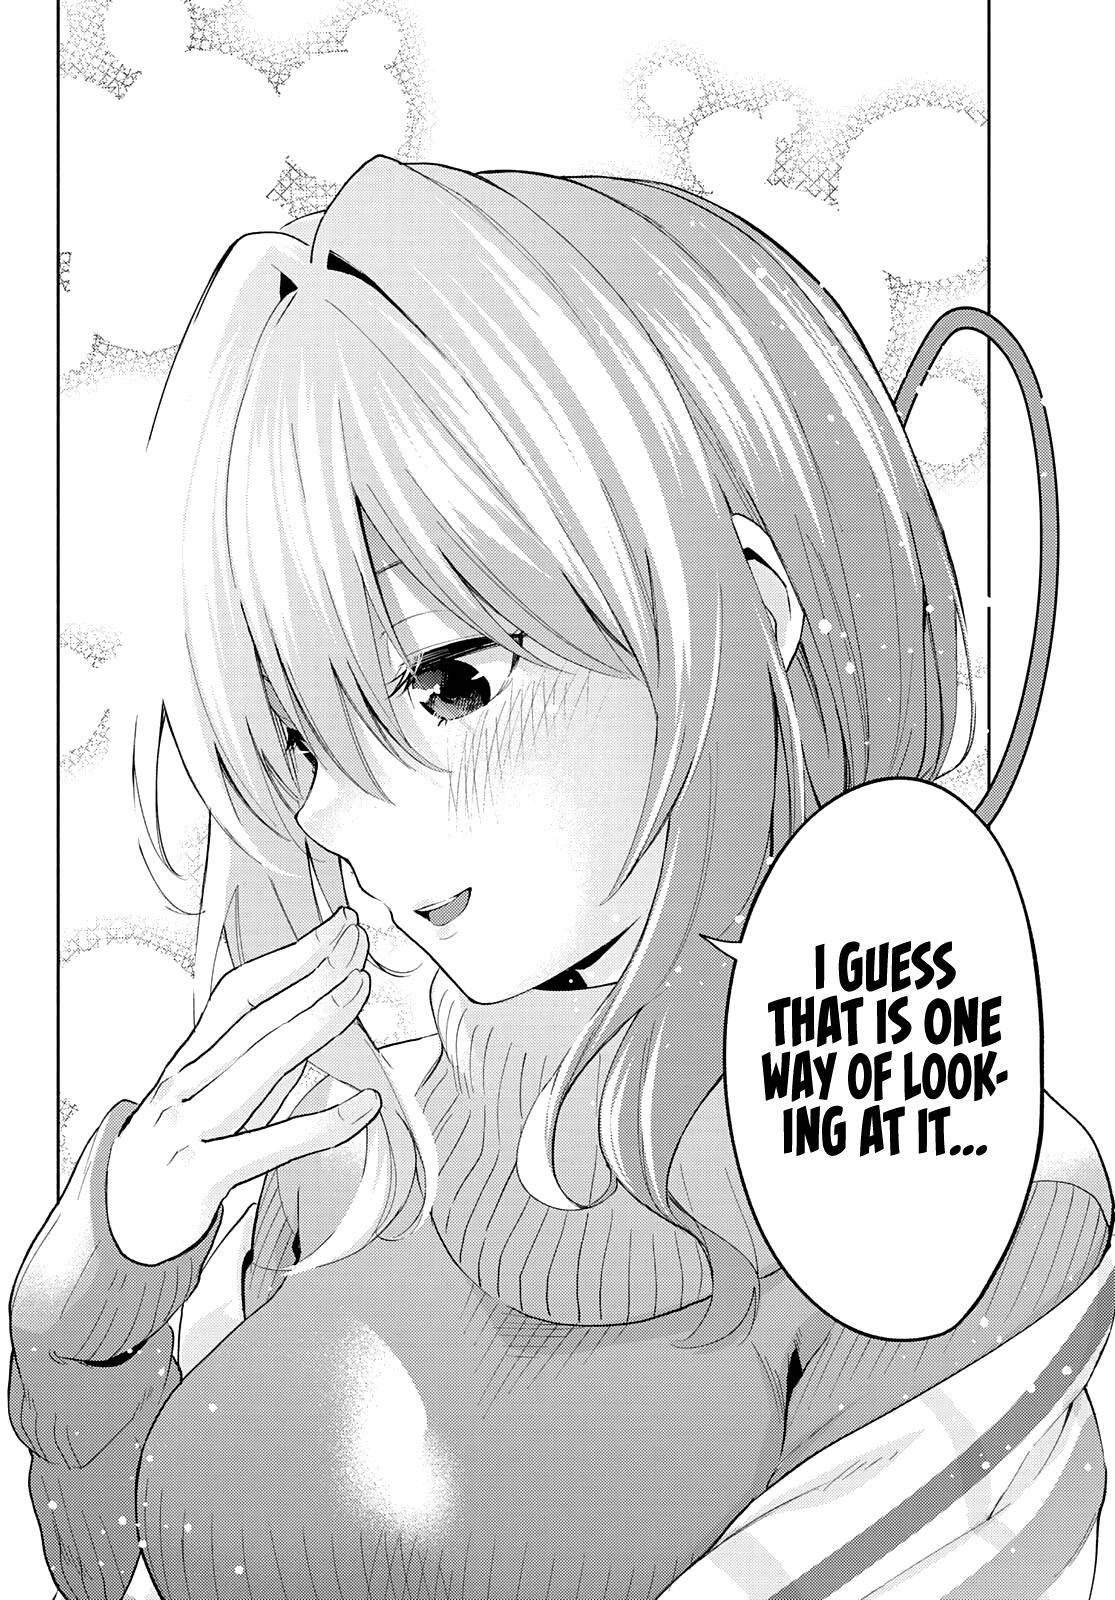 I GUESS
THAT IS ONE
WAY OF LOOK-
ING AT IT...